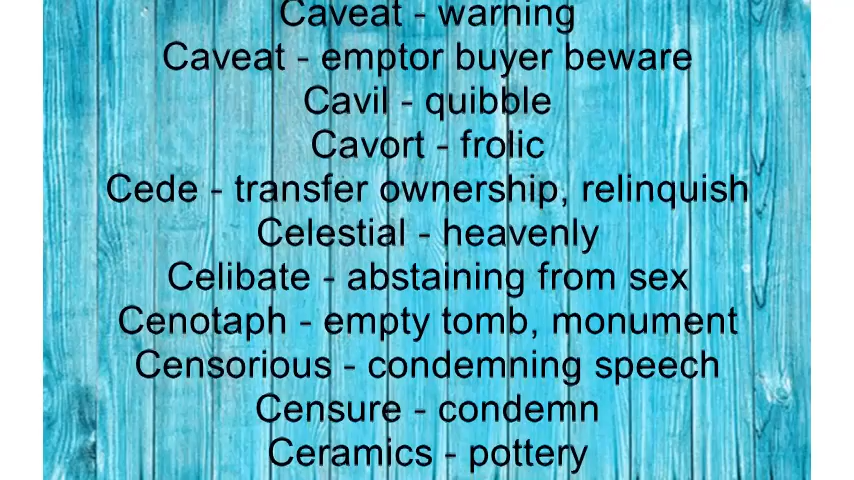 Caveat - warning
Caveat - emptor buyer beware
Cavil - quibble
Cavort - frolic
Cede - transfer ownership, relinquish
Celestial - heavenly
Celibate - abstaining from sex
Cenotaph - empty tomb, monument
Censorious - condemning speech
Censure - condemn
Ceramics - pottery